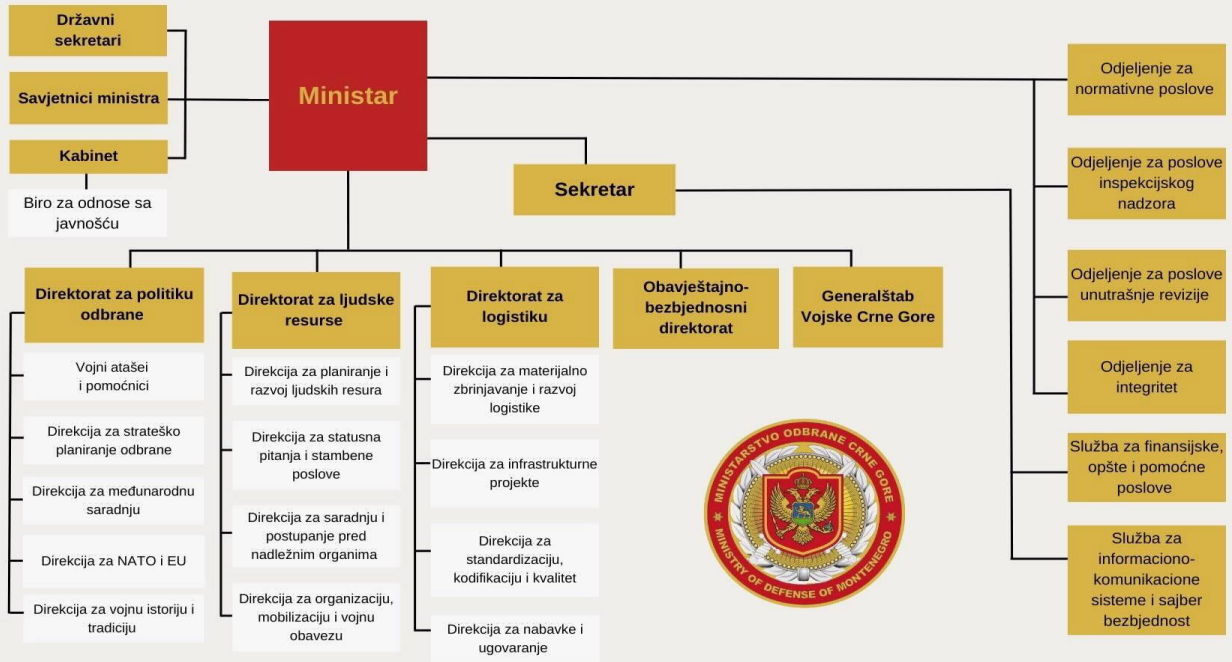 Državni
sekretari
Savjetnici ministra
Kabinet
Biro za odnose sa
javnošću
Ministar
Sekretar
Direktorat za politiku
odbrane
Vojni atašei
i pomoćnici
Direkcija za strateško
planiranje odbrane
Direkcija za međunarodnu
saradnju
Direkcija za NATO i EU
Direkcija za vojnu istoriju i
tradiciju
Direktorat za ljudske
resurse
Direkcija za planiranje i
razvoj ljudskih resura
Direkcija za statusna
pitanja i stambene
poslove
Direkcija za saradnju i
postupanje pred
nadležnim organima
Direkcija za organizaciju,
mobilizaciju i vojnu
obavezu
Direktorat za
logistiku
Direkcija za materijalno
zbrinjavanje i razvoj
logistike
Direkcija za infrastrukturne
projekte
Direkcija za
standardizaciju,
kodifikaciju i kvalitet
Direkcija za nabavke i
ugovaranje
Obavještajno-
bezbjednosni
direktorat
Generalštab
Vojske Crne Gore
MINISTARSTVO ODBRANE CRNE GORE
MINISTRY OF DEFENSE OF MONTENEGRO
Odjeljenje za
normativne poslove
Odjeljenje za poslove
inspekcijskog
nadzora
Odjeljenje za poslove
unutrašnje revizije
Odjeljenje za
integritet
Služba za finansijske,
opšte i pomoćne
poslove
Služba za
informaciono-
komunikacione
sisteme i sajber
bezbjednost